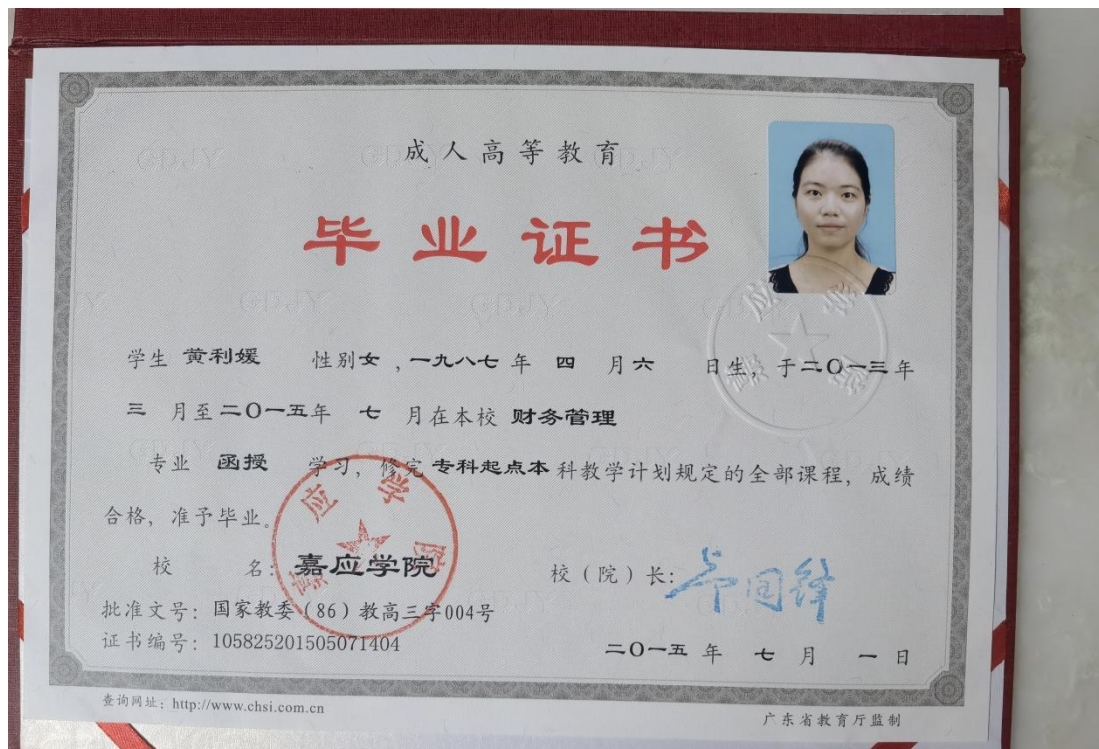 成人高等教育
毕业证书
学生 黄利媛 性别女，一九八七年 四 月六 日生，于二〇一三年
三 月至二〇一五年 七 月在本校 财务管理
专业 函授 学习，修完专科起点本科教学计划规定的全部课程，成绩
合格，准予毕业。
校 名：嘉应学院
校（院）长：
批准文号：国家教委（86）教高三字004号
证书编号：105825201505071404
二〇一五 年 七 月 一 日
查询网址：http://www.chsi.com.cn
广东省教育厅监制
嘉应学院
GDJY